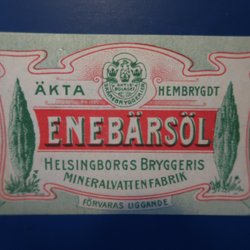 ÄKTA HEMBRYGDT
ENEBÄRSÖL
HELSINGBORGS BRYGGERIS
MINERALVATTENFABRIK
FÖRVARAS LIGGANDE